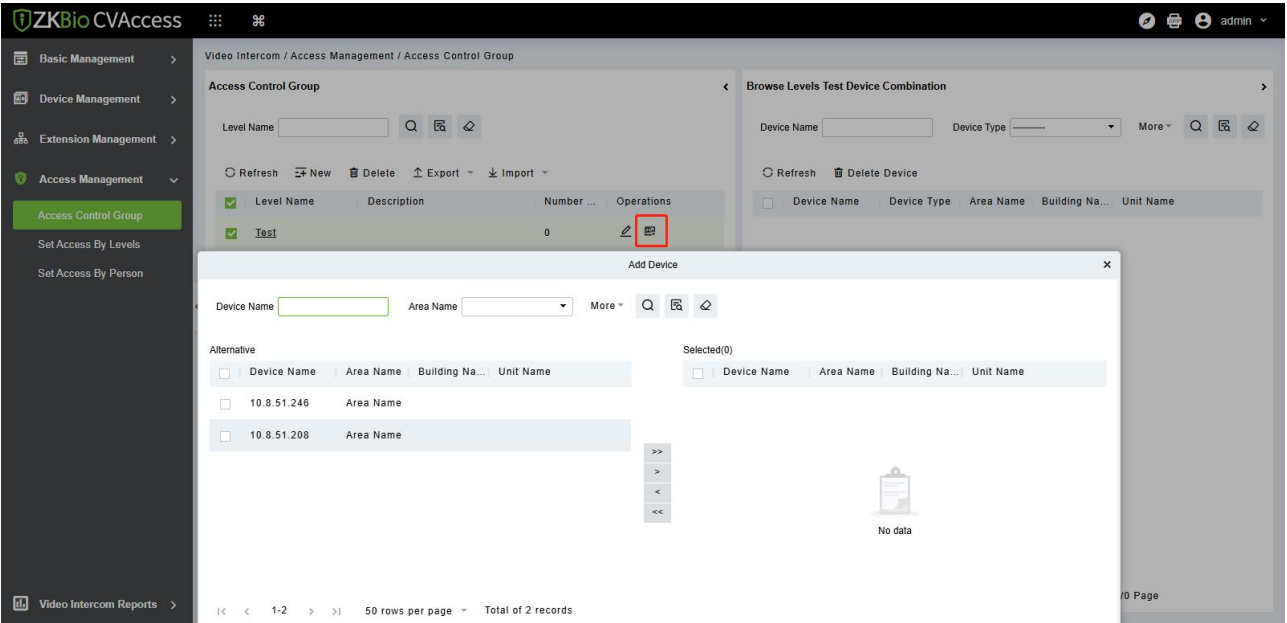 ZKBio CVAccess
admin
Basic Management
Device Management
Extension Management
Access Management
Access Control Group
Set Access By Levels
Set Access By Person
Video Intercom Reports
Video Intercom / Access Management / Access Control Group
Access Control Group
Level Name
Refresh New Delete Export Import
Level Name Description Number ... Operations
Test 0
Browse Levels Test Device Combination
Device Name Device Type ---------- More
Refresh Delete Device
Device Name Device Type Area Name Building Na... Unit Name
Add Device
Device Name Area Name More
Alternative
Device Name Area Name Building Na... Unit Name
10.8.51.246 Area Name
10.8.51.208 Area Name
>>
>
<
<<
Selected(0)
Device Name Area Name Building Na... Unit Name
No data
|< < 1-2 > >| 50 rows per page Total of 2 records
/0 Page